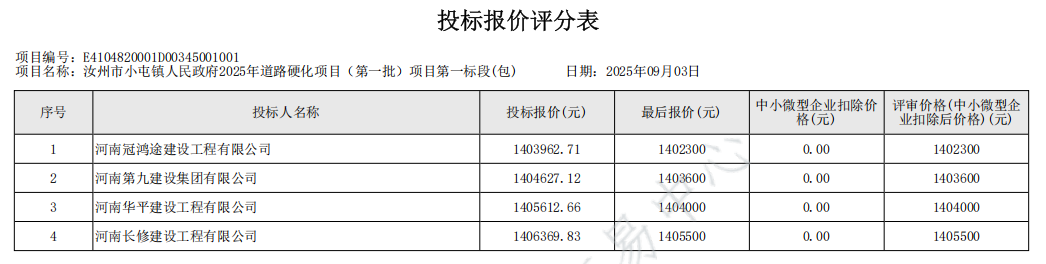 投标报价评分表
项目编号：E4104820001D00345001001
项目名称：汝州市小屯镇人民政府2025年道路硬化项目（第一批）项目第一标段(包) 日期：2025年09月03日
序号 投标人名称 投标报价(元) 最后报价(元) 中小微型企业扣除价格(元) 评审价格(中小微型企业扣除后价格)(元)
1 河南冠鸿途建设工程有限公司 1403962.71 1402300 0.00 1402300
2 河南第九建设集团有限公司 1404627.12 1403600 0.00 1403600
3 河南华平建设工程有限公司 1405612.66 1404000 0.00 1404000
4 河南长修建设工程有限公司 1406369.83 1405500 0.00 1405500
易中心